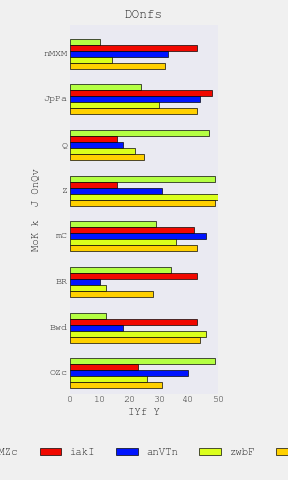 DOnfs
nMXM
JpPa
Q
z
mC
BR
Bwd
OZc
MoK k  J OnQv
0 10 20 30 40 50
IYf Y
MZc iakI anVTn zwbF